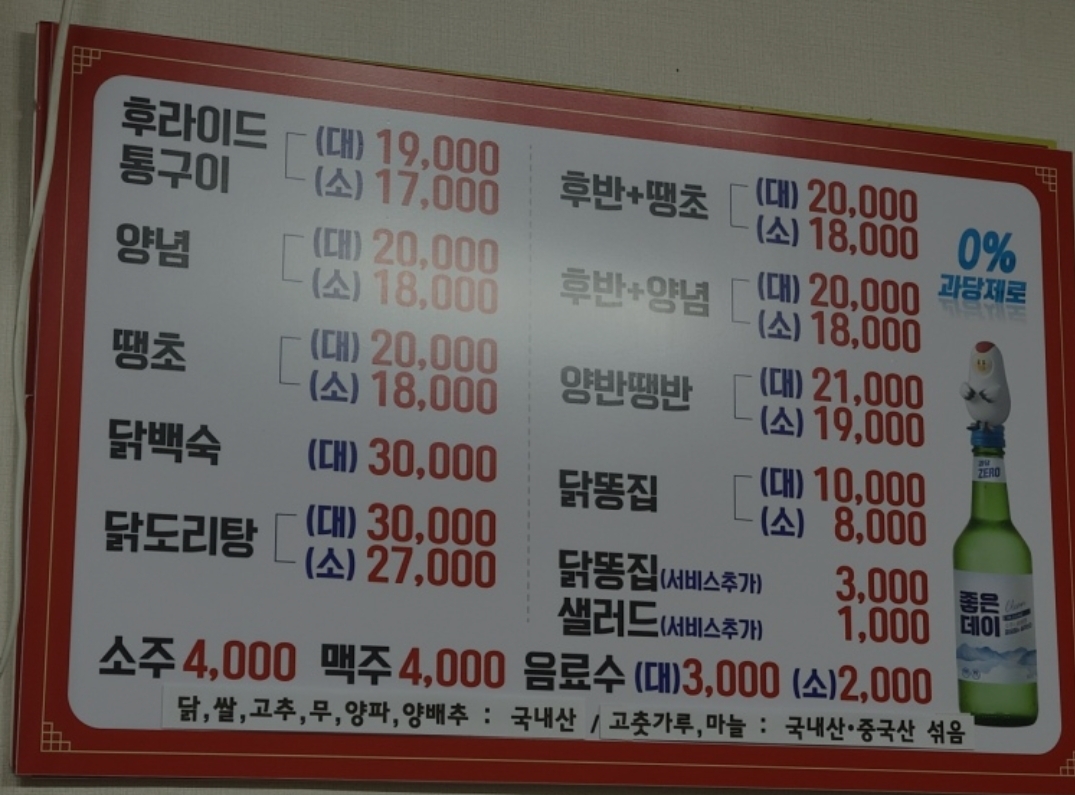 후라이드
통구이
(대) 19,000
(소) 17,000
양념
(대) 20,000
(소) 18,000
땡초
(대) 20,000
(소) 18,000
닭백숙 (대) 30,000
닭도리탕
(대) 30,000
(소) 27,000
후반+땡초
(대) 20,000
(소) 18,000
후반+양념
(대) 20,000
(소) 18,000
양반땡반
(대) 21,000
(소) 19,000
닭똥집
(대) 10,000
(소) 8,000
닭똥집(서비스추가) 3,000
샐러드(서비스추가) 1,000
소주 4,000 맥주 4,000 음료수 (대)3,000 (소)2,000
닭,쌀,고추,무,양파,양배추 : 국내산 / 고춧가루,마늘 : 국내산·중국산 섞음
0%
과당제로
ZERO
좋은
데이